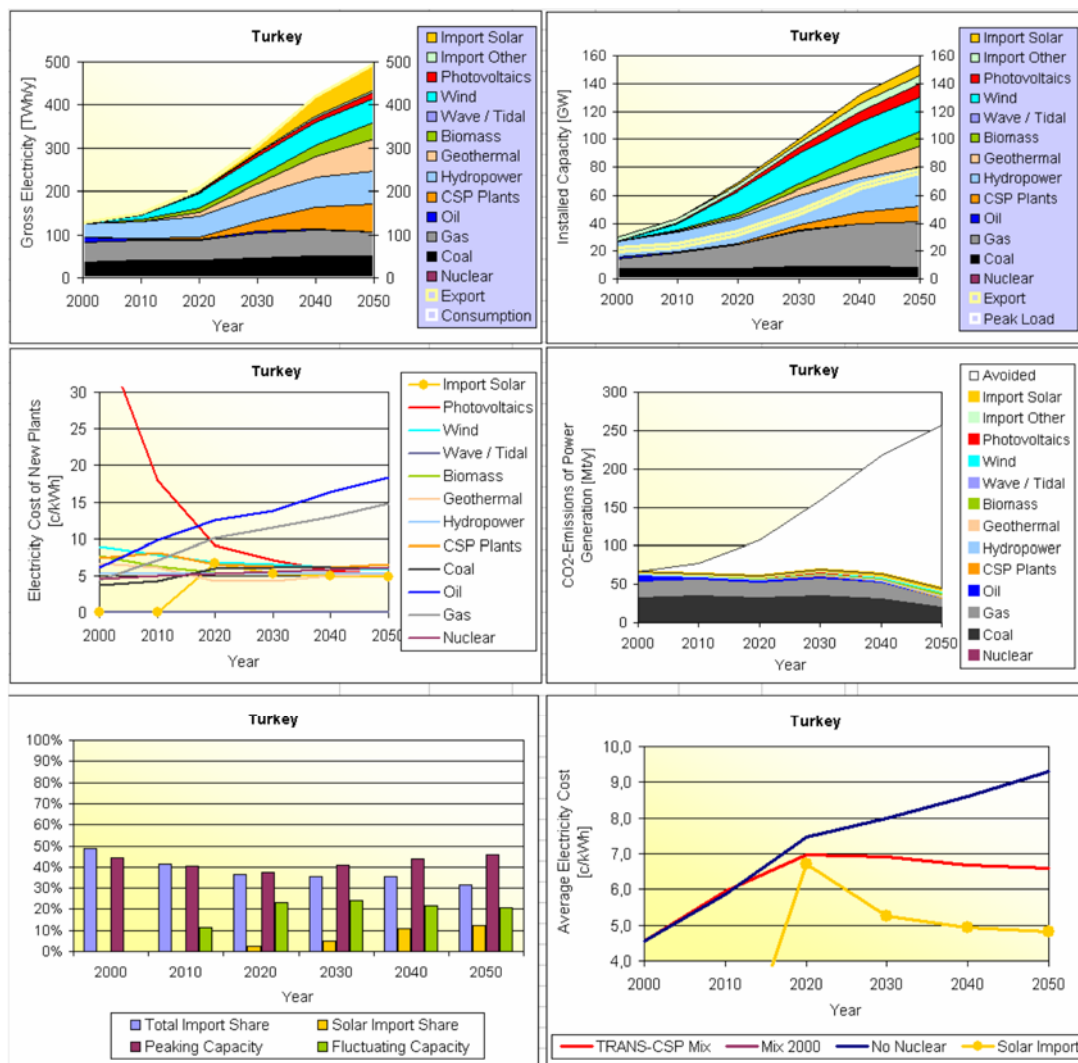 Turkey
Gross Electricity [TWh/y]
500
400
300
200
100
0
500
400
300
200
100
0
2000 2010 2020 2030 2040 2050
Year
Import Solar
Import Other
Photovoltaics
Wind
Wave / Tidal
Biomass
Geothermal
Hydropower
CSP Plants
Oil
Gas
Coal
Nuclear
Export
Consumption
Turkey
Installed Capacity [GW]
160
140
120
100
80
60
40
20
0
160
140
120
100
80
60
40
20
0
2000 2010 2020 2030 2040 2050
Year
Import Solar
Import Other
Photovoltaics
Wind
Wave / Tidal
Biomass
Geothermal
Hydropower
CSP Plants
Oil
Gas
Coal
Nuclear
Export
Peak Load
Turkey
Electricity Cost of New Plants
[c/kWh]
30
25
20
15
10
5
0
2000 2010 2020 2030 2040 2050
Year
Import Solar
Photovoltaics
Wind
Wave / Tidal
Biomass
Geothermal
Hydropower
CSP Plants
Coal
Oil
Gas
Nuclear
Turkey
CO2-Emissions of Power
Generation [Mt/y]
300
250
200
150
100
50
0
2000 2010 2020 2030 2040 2050
Year
Avoided
Import Solar
Import Other
Photovoltaics
Wind
Wave / Tidal
Biomass
Geothermal
Hydropower
CSP Plants
Oil
Gas
Coal
Nuclear
Turkey
100%
90%
80%
70%
60%
50%
40%
30%
20%
10%
0%
2000 2010 2020 2030 2040 2050
Year
Total Import Share Solar Import Share
Peaking Capacity Fluctuating Capacity
Turkey
Average Electricity Cost
[c/kWh]
10,0
9,0
8,0
7,0
6,0
5,0
4,0
2000 2010 2020 2030 2040 2050
Year
TRANS-CSP Mix Mix 2000 No Nuclear Solar Import